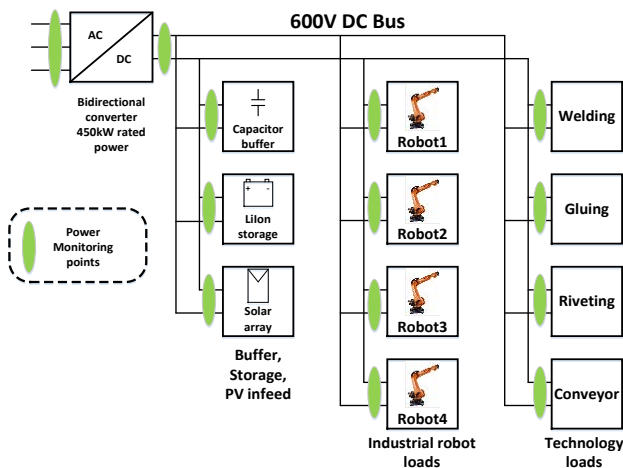 600V DC Bus
AC
DC
Bidirectional
converter
450kW rated
power
Capacitor
buffer
+ -
LiIon
storage
Solar
array
Buffer,
Storage,
PV infeed
Power
Monitoring
points
Robot1
Robot2
Robot3
Robot4
Industrial robot
loads
Welding
Gluing
Riveting
Conveyor
Technology
loads